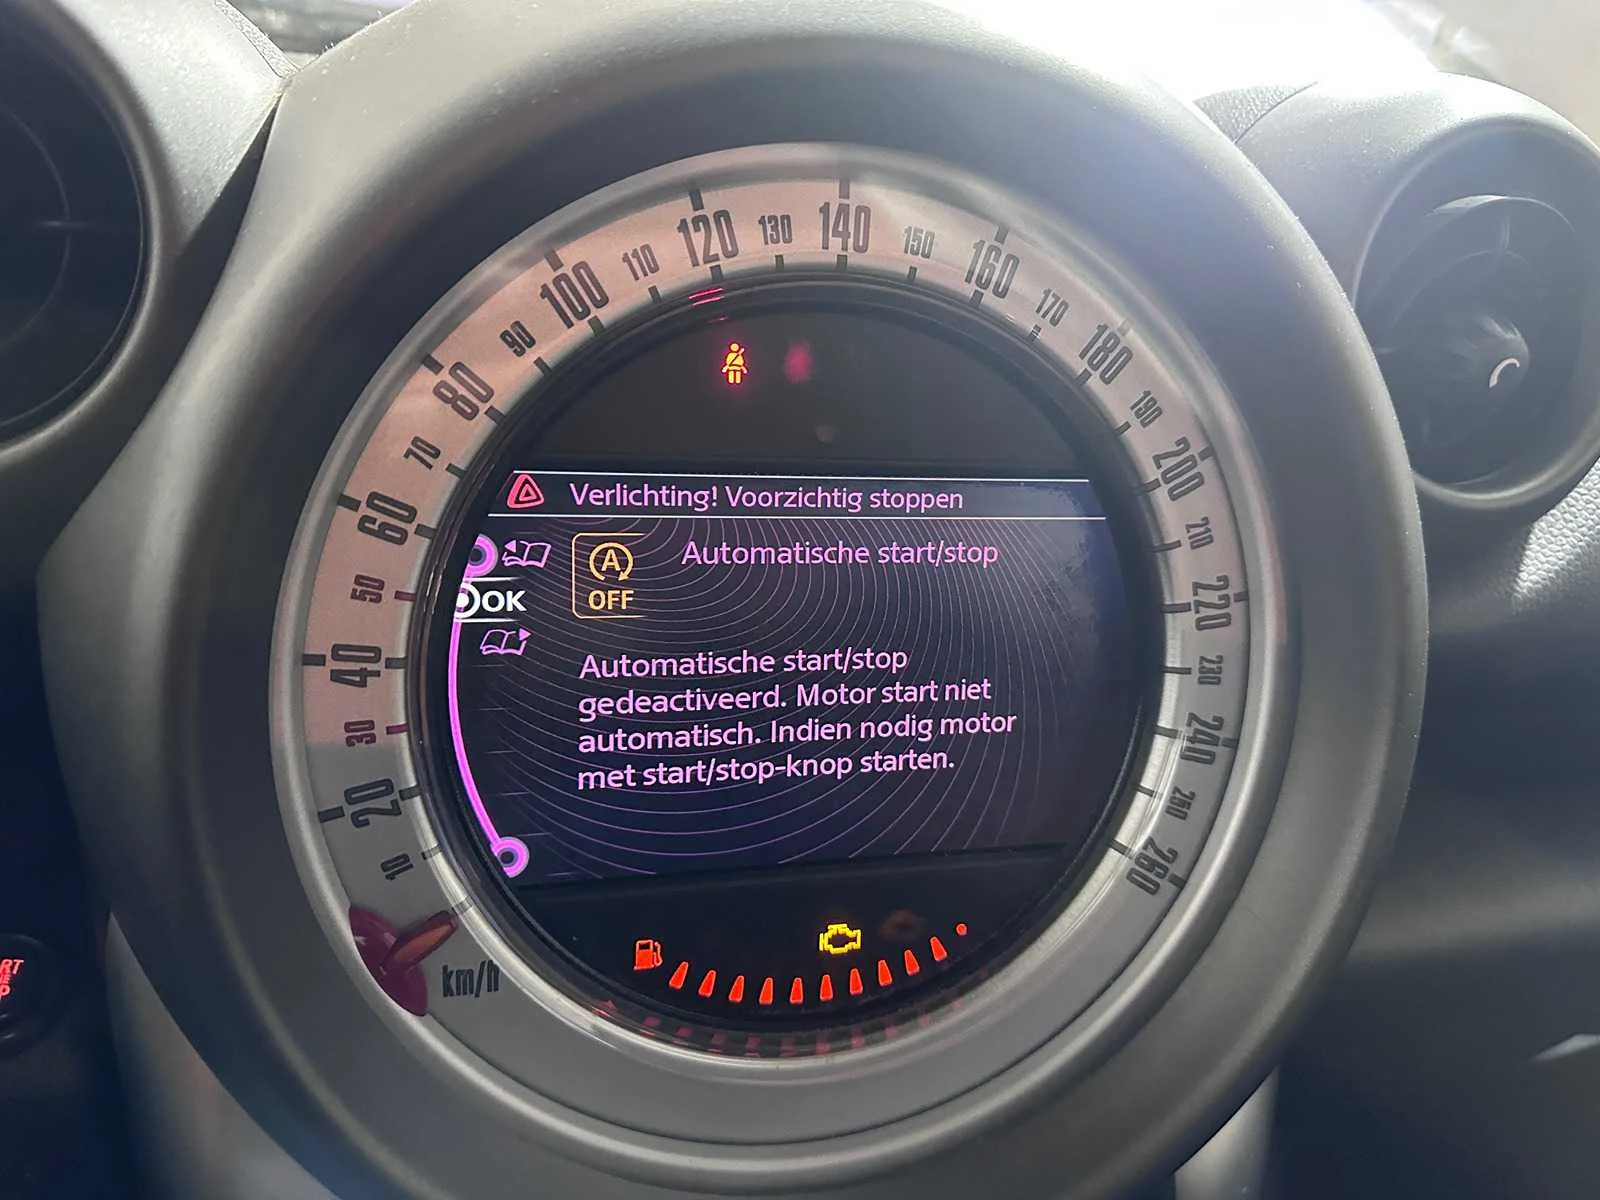 10
20
30
40
50
60
70
80
90
100
110
120
130
140
150
160
170
180
190
200
210
220
230
240
250
260
km/h
Verlichting! Voorzichtig stoppen
A Automatische start/stop
OFF
OK
Automatische start/stop
gedeactiveerd. Motor start niet
automatisch. Indien nodig motor
met start/stop-knop starten.